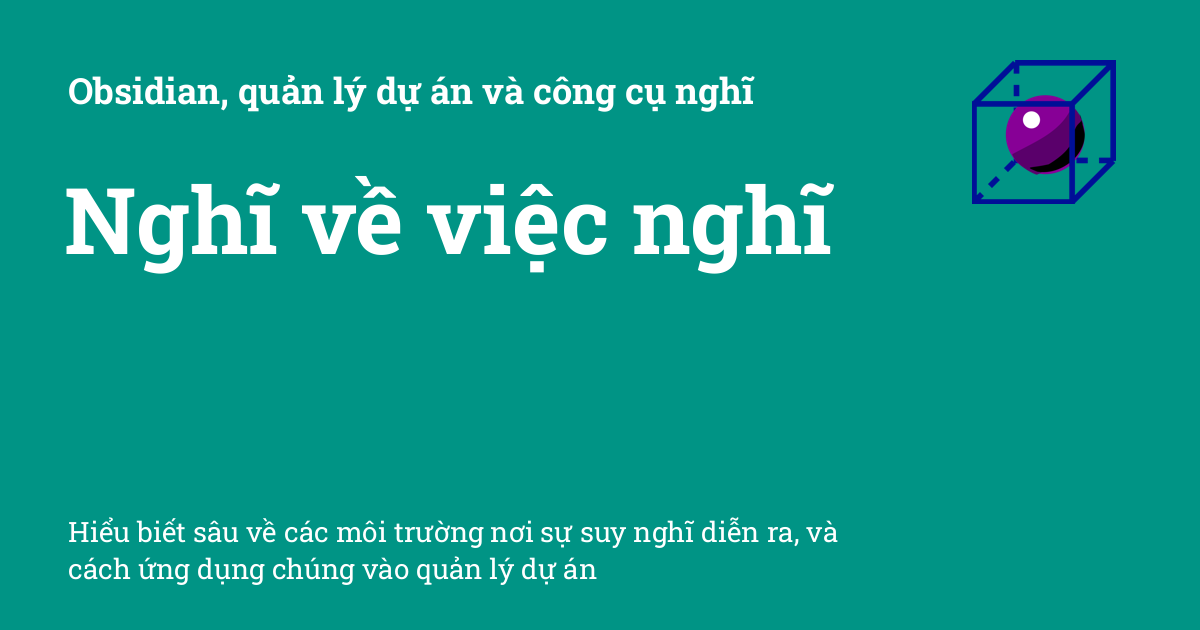 Obsidian, quản lý dự án và công cụ nghĩ
Nghĩ về việc nghĩ
Hiểu biết sâu về các môi trường nơi sự suy nghĩ diễn ra, và
cách ứng dụng chúng vào quản lý dự án